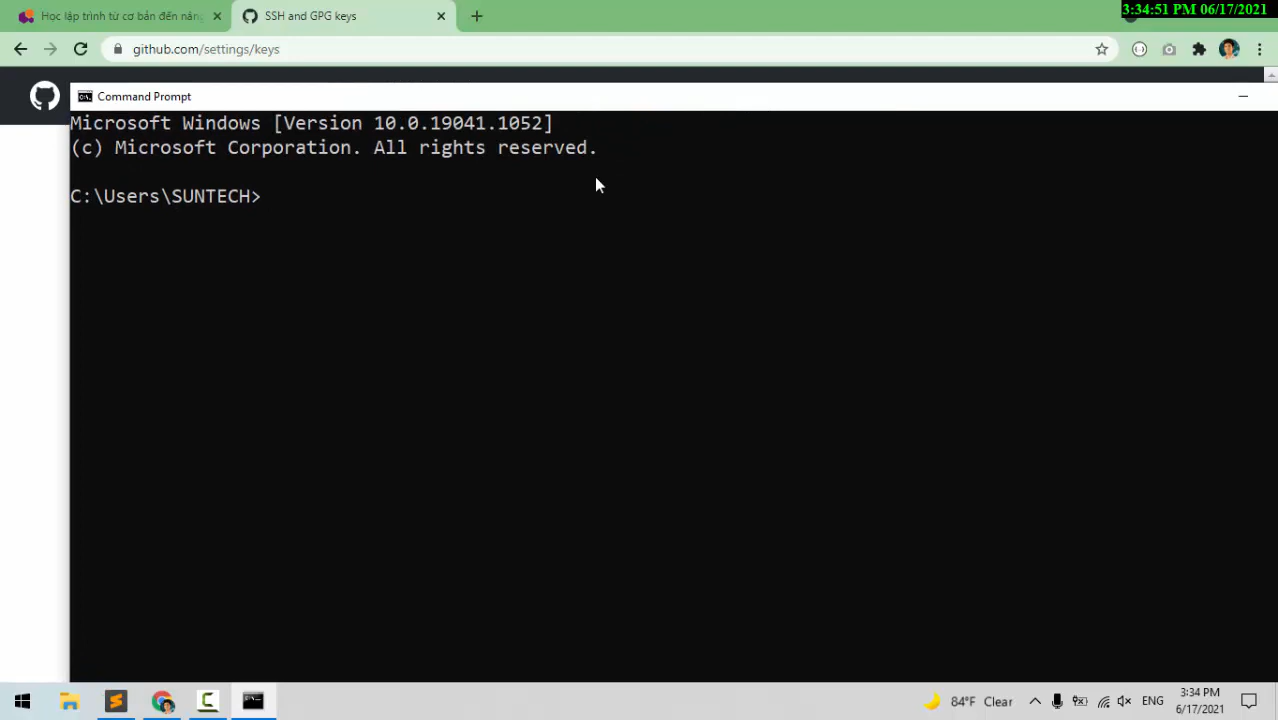 3:34:51 PM 06/17/2021
Học lập trình từ cơ bản đến nâng
SSH and GPG keys
github.com/settings/keys
Command Prompt
Microsoft Windows [Version 10.0.19041.1052]
(c) Microsoft Corporation. All rights reserved.
C:\Users\SUNTECH>
84°F Clear
ENG
3:34 PM
6/17/2021